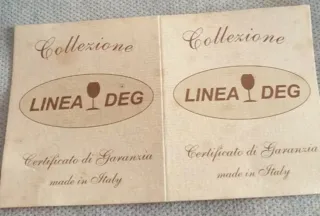 Collezione
LINEA DEG
Certificato di Garanzia
made in Italy
Collezione
LINEA DEG
Certificato di Garanzia
made in Italy